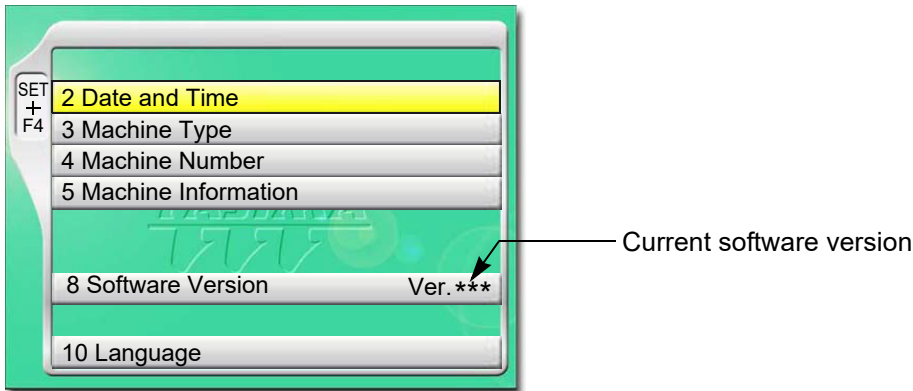 SET
+
F4
2 Date and Time
3 Machine Type
4 Machine Number
5 Machine Information
8 Software Version Ver.***
10 Language
Current software version